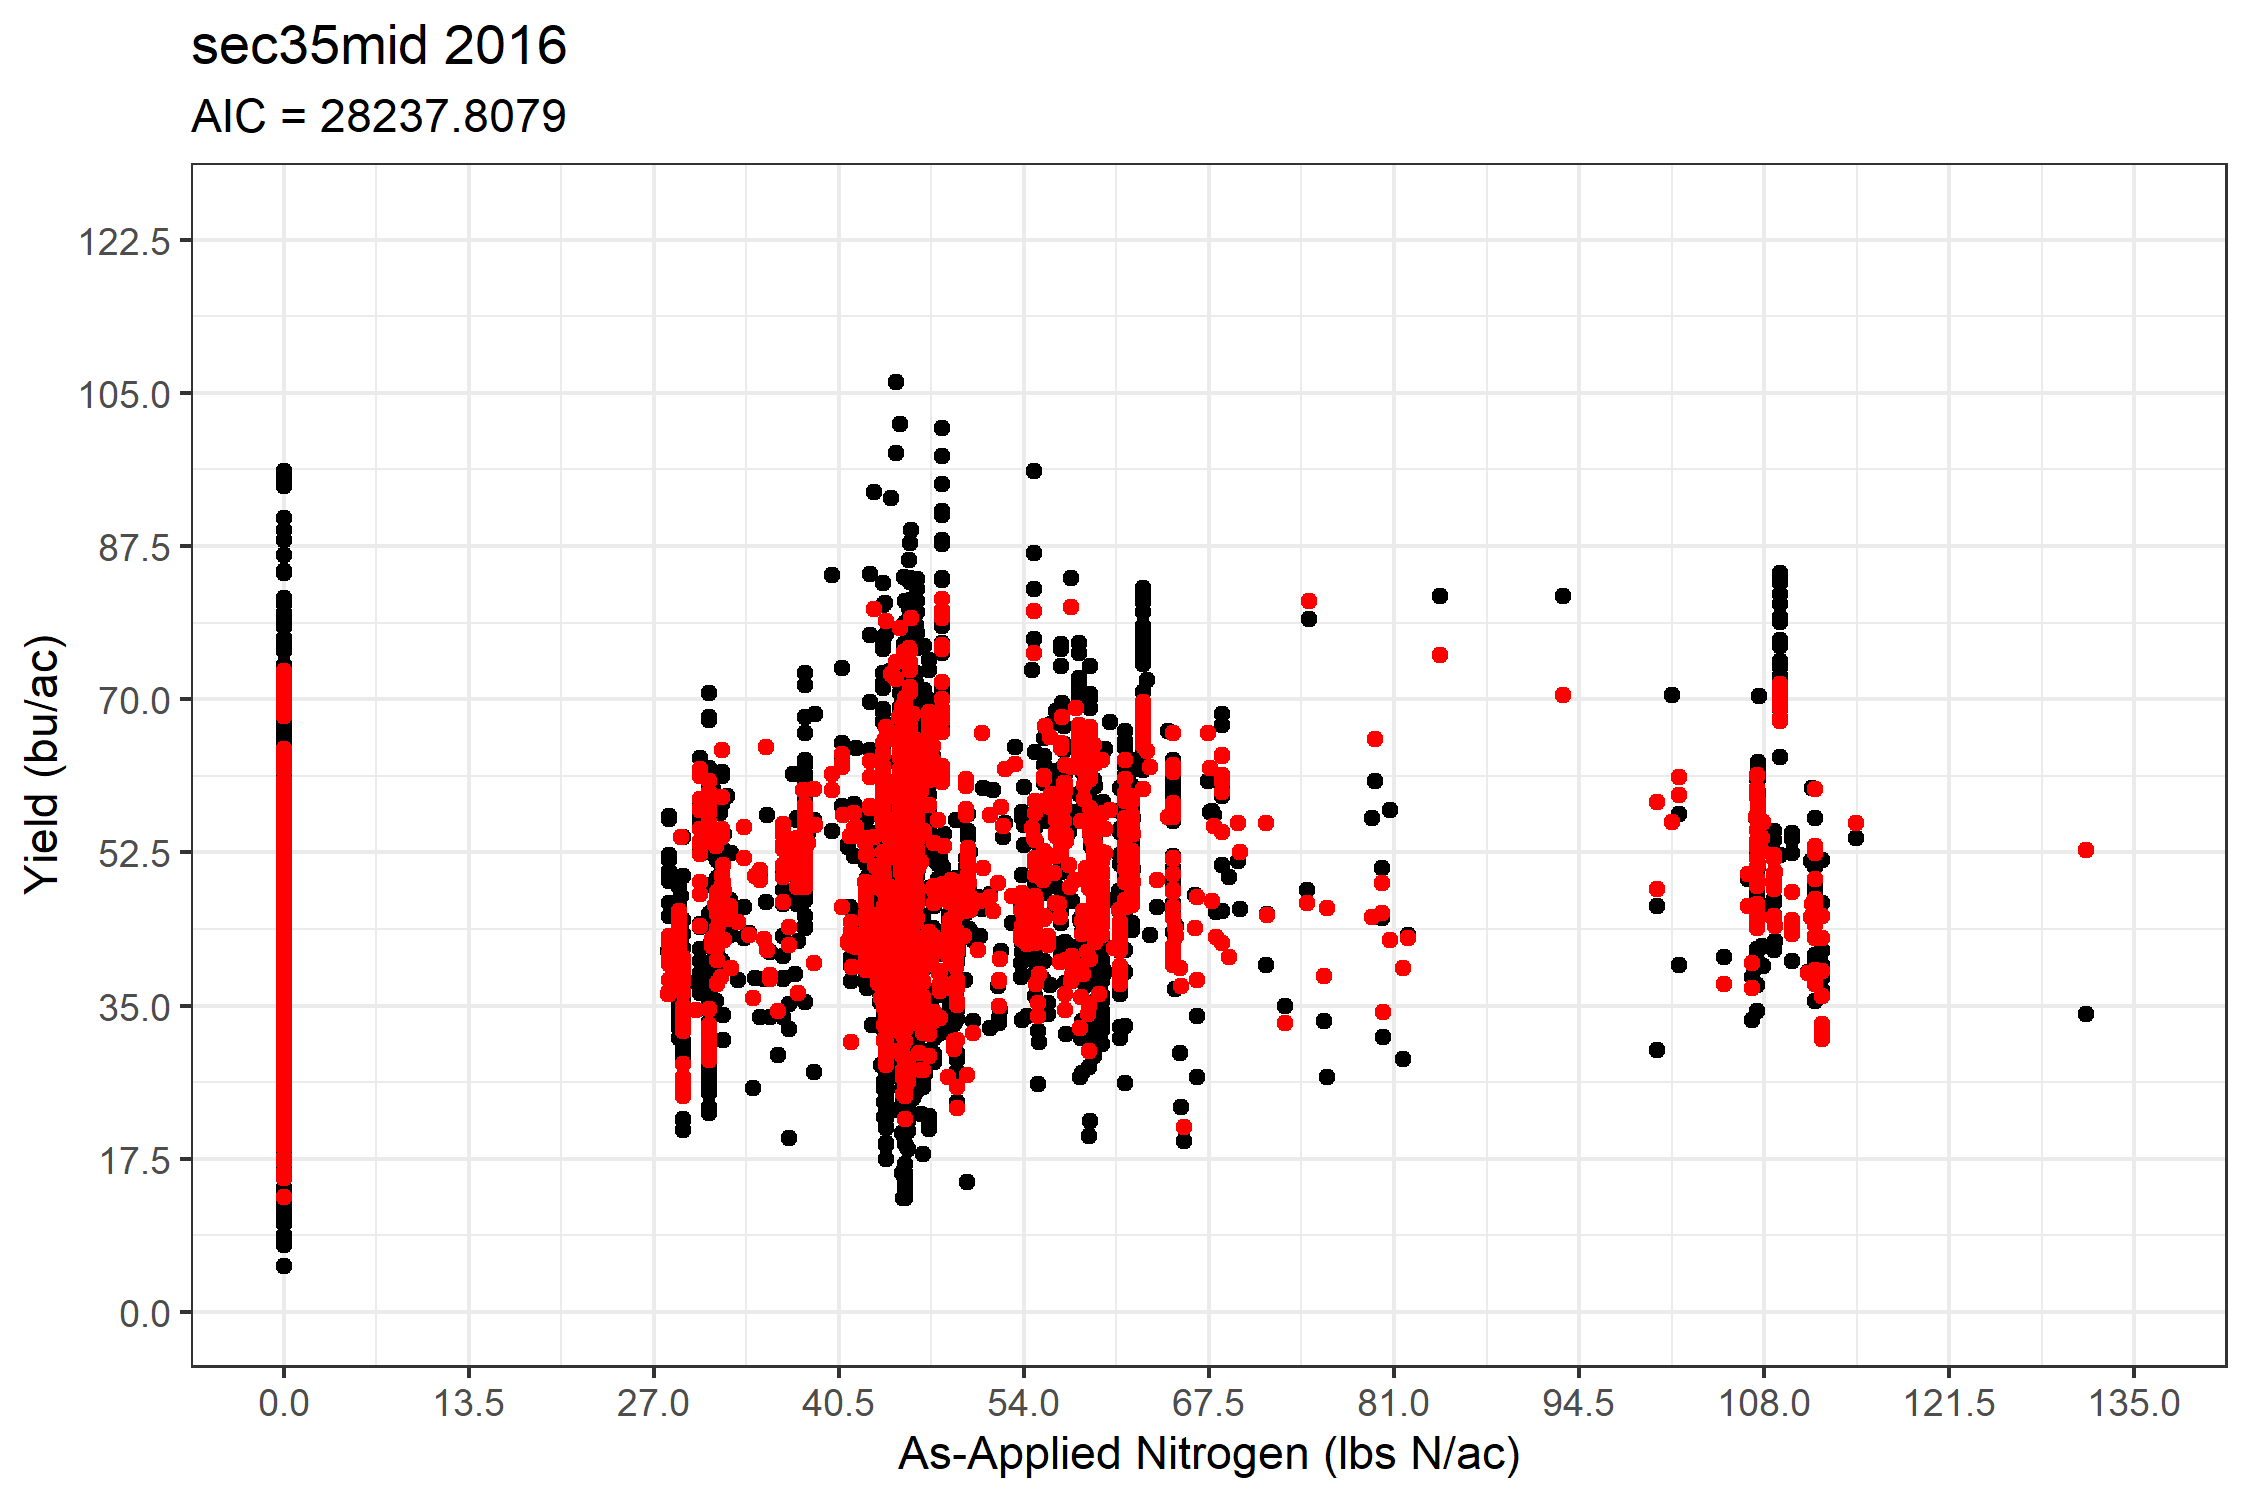 sec35mid 2016
AIC = 28237.8079
122.5
105.0
87.5
70.0
52.5
35.0
17.5
0.0
Yield (bu/ac)
0.0 13.5 27.0 40.5 54.0 67.5 81.0 94.5 108.0 121.5 135.0
As-Applied Nitrogen (lbs N/ac)